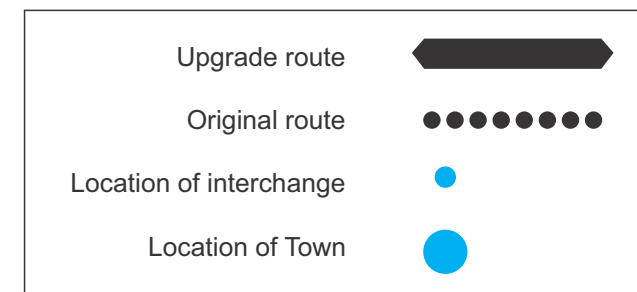 Upgrade route
Original route
Location of interchange
Location of Town